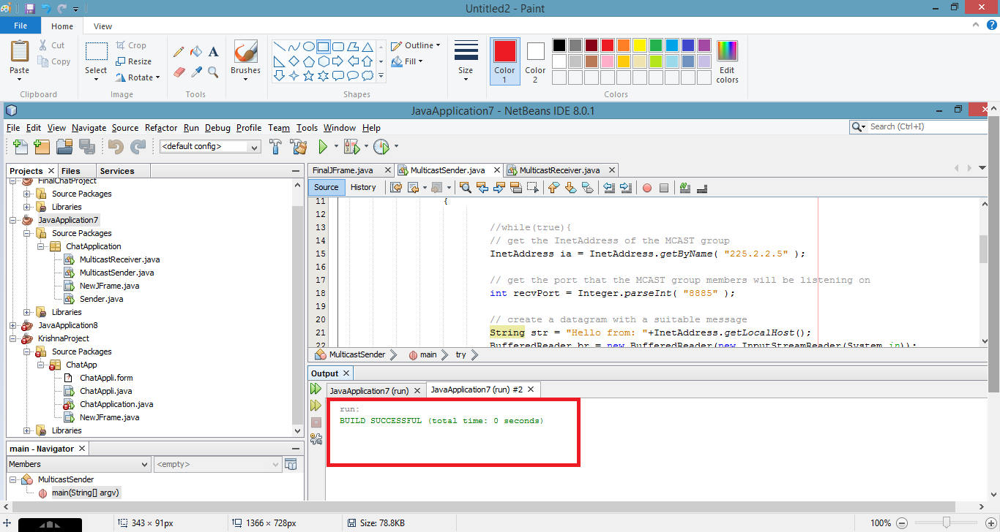 Untitled2 - Paint
File Home View
Paste Cut Copy Clipboard
Select Crop Resize Rotate Image
A
Tools
Brushes
Outline Fill Shapes
Size
Color 1 Color 2 Edit colors Colors
JavaApplication7 - NetBeans IDE 8.0.1
File Edit View Navigate Source Refactor Run Debug Profile Team Tools Window Help
Search (Ctrl+I)
<default config>
Projects Files Services
FinalChatProject
Source Packages
Libraries
JavaApplication7
Source Packages
ChatApplication
MulticastReceiver.java
MulticastSender.java
NewJFrame.java
Sender.java
Libraries
JavaApplication8
KrishnaProject
Source Packages
ChatApp
ChatAppli.form
ChatAppli.java
ChatApplication.java
NewJFrame.java
Libraries
main - Navigator
Members <empty>
MulticastSender
main(String[] argv)
FinalJFrame.java MulticastSender.java MulticastReceiver.java
Source History
11 {
12
13 //while(true){
14 // get the InetAddress of the MCAST group
15 InetAddress ia = InetAddress.getByName( "225.2.2.5" );
16
17 // get the port that the MCAST group members will be listening on
18 int recvPort = Integer.parseInt( "8885" );
19
20 // create a datagram with a suitable message
21 String str = "Hello from: "+InetAddress.getLocalHost();
22 BufferedReader br = new BufferedReader(new InputStreamReader(System.in));
MulticastSender main try
Output
JavaApplication7 (run) JavaApplication7 (run) #2
run:
BUILD SUCCESSFUL (total time: 0 seconds)
343 × 91px 1366 × 728px Size: 78.8KB 100%